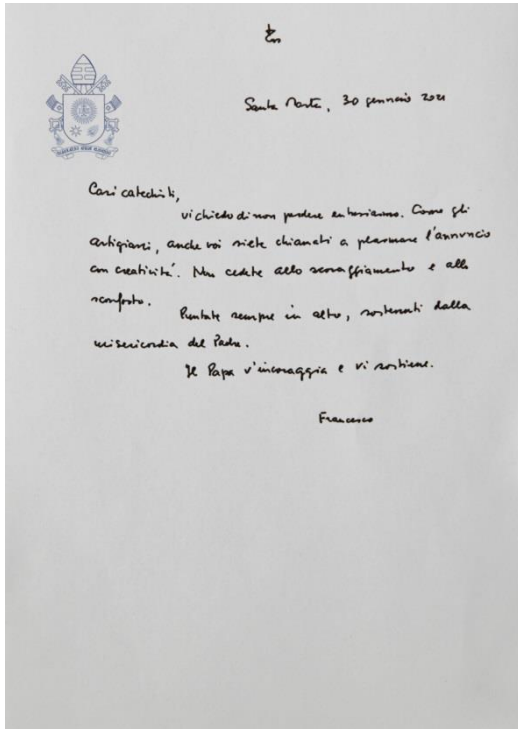 Santa Marta, 30 gennaio 2021
Cari catechisti,
vi chiedo di non perdere entusiasmo. Come gli
artigiani, anche voi siete chiamati a plasmare l'annuncio
con creatività. Non cedete allo scoraggiamento e allo
sconforto.
Puntate sempre in alto, sostenuti dalla
misericordia del Padre.
Il Papa v'incoraggia e vi sostiene.
Francesco